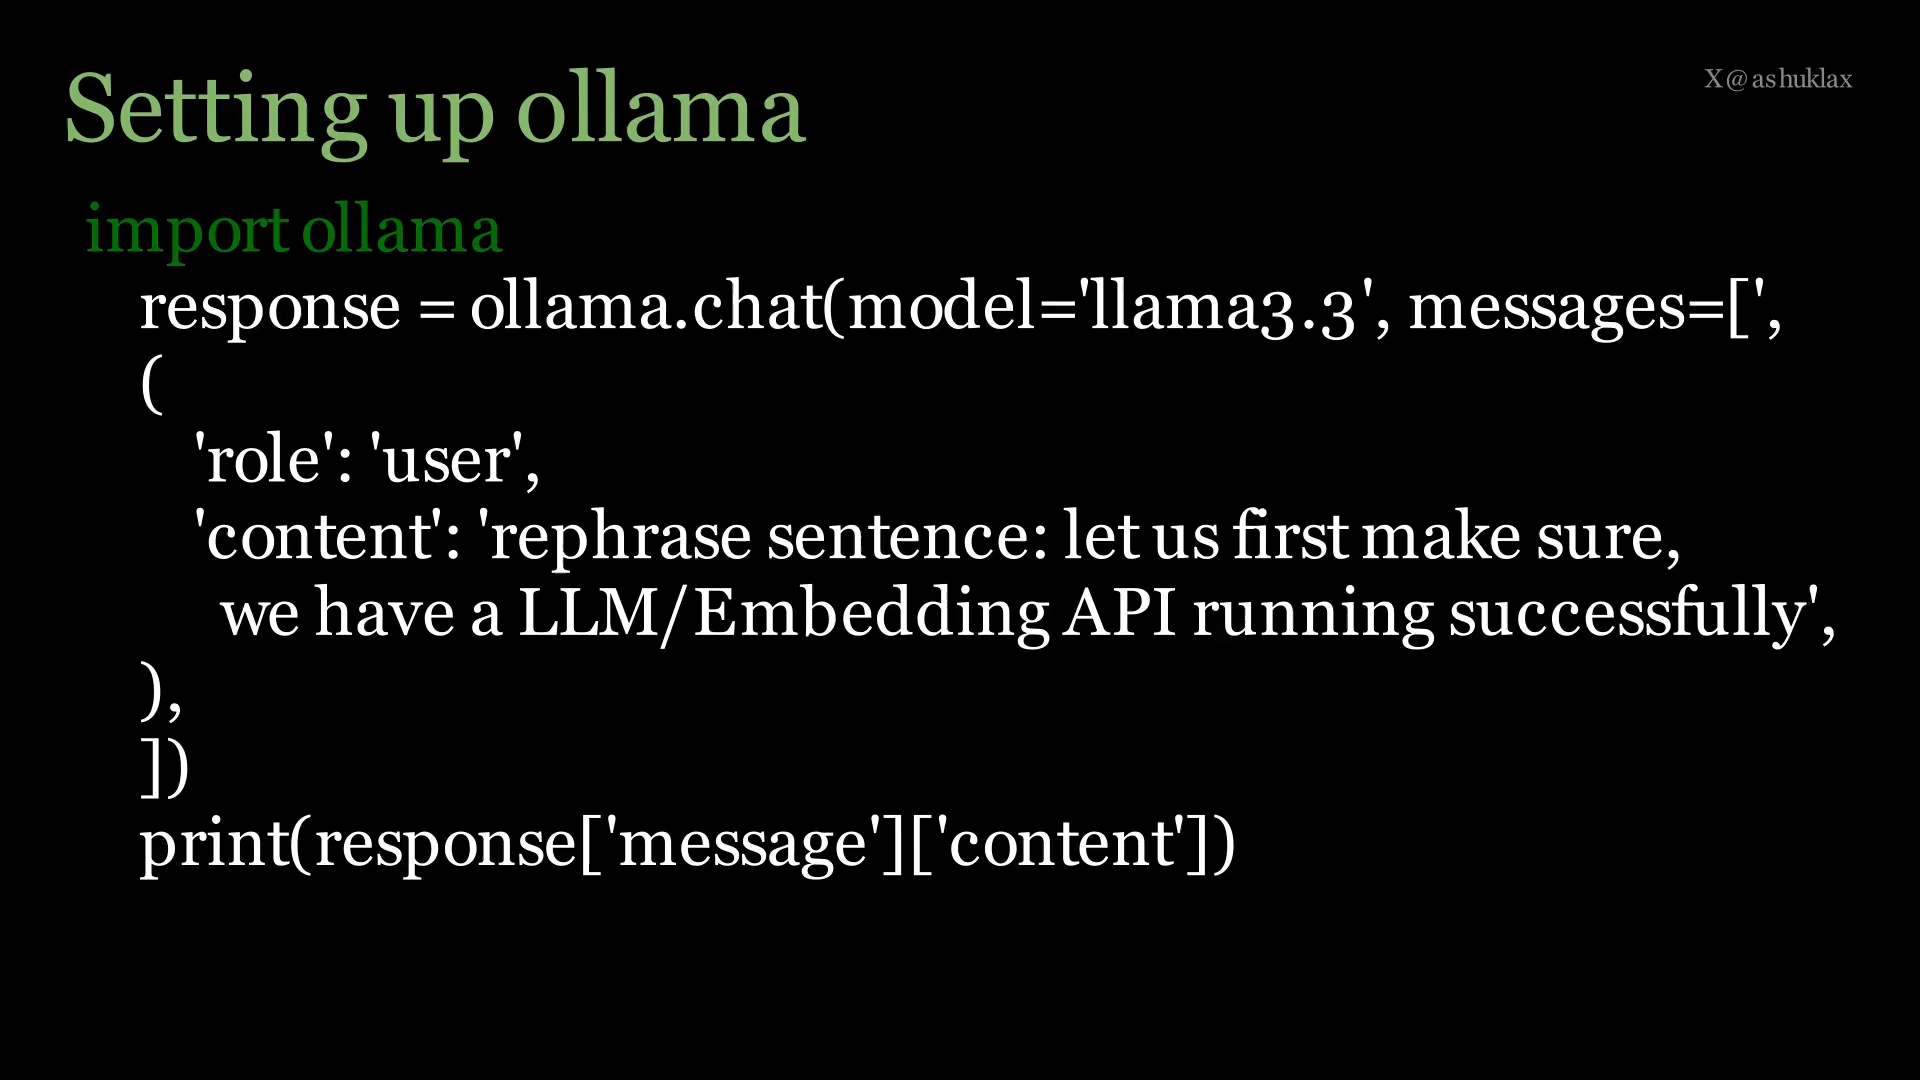 Setting up ollama
X@ashuklax
import ollama
response = ollama.chat(model='llama3.3', messages=[',
(
'role': 'user',
'content': 'rephrase sentence: let us first make sure,
we have a LLM/Embedding API running successfully',
),
])
print(response['message']['content'])